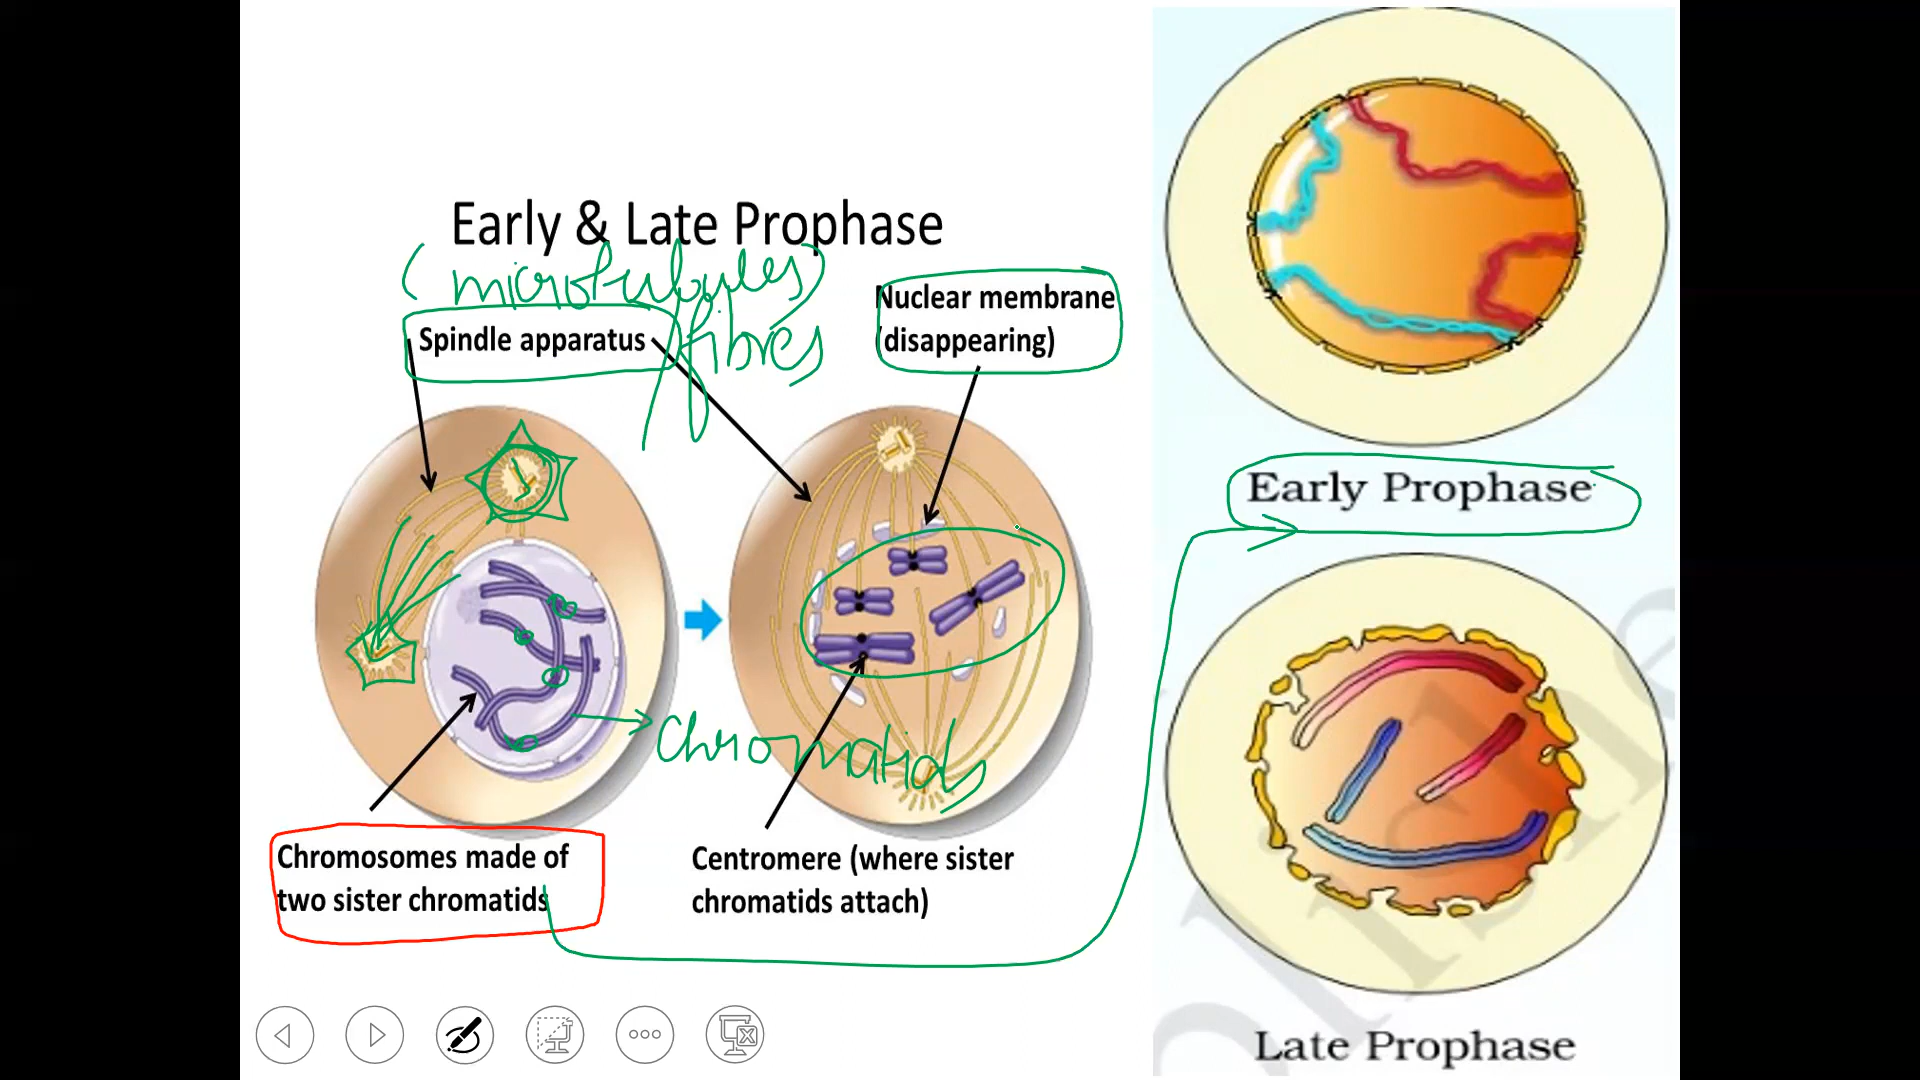 Early & Late Prophase
(microtubules)
Spindle apparatus
/fibres
Nuclear membrane
(disappearing)
Chromatids
Chromosomes made of
two sister chromatids
Centromere (where sister
chromatids attach)
Early Prophase
Late Prophase